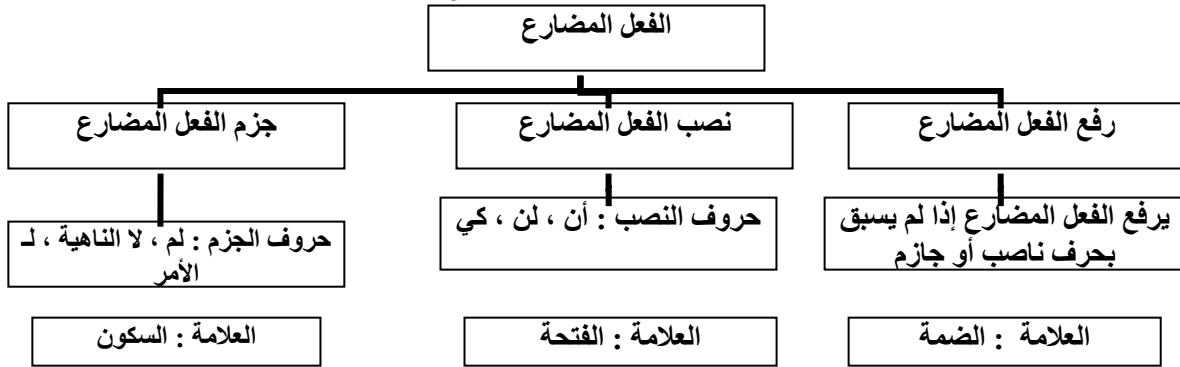 الفعل المضارع
رفع الفعل المضارع
نصب الفعل المضارع
جزم الفعل المضارع
يرفع الفعل المضارع إذا لم يسبق
بحرف ناصب أو جازم
حروف النصب : أن ، لن ، كي
حروف الجزم : لم ، لا الناهية ، لـ
الأمر
العلامة : الضمة
العلامة : الفتحة
العلامة : السكون